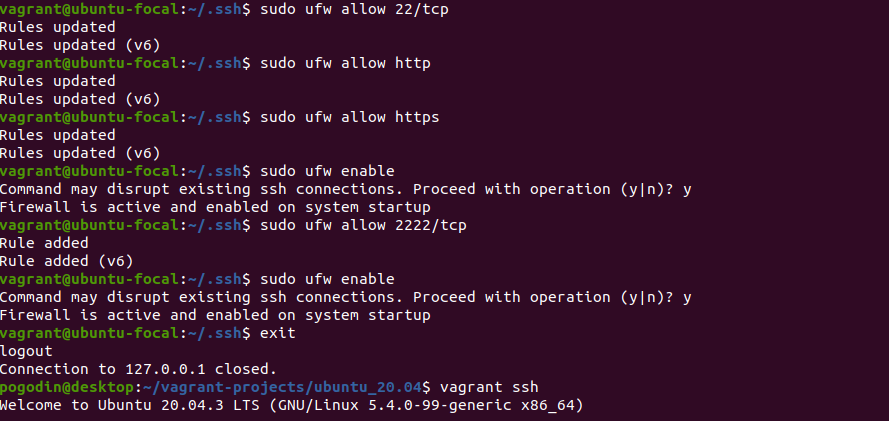 vagrant@ubuntu-focal:~/.ssh$ sudo ufw allow 22/tcp
Rules updated
Rules updated (v6)
vagrant@ubuntu-focal:~/.ssh$ sudo ufw allow http
Rules updated
Rules updated (v6)
vagrant@ubuntu-focal:~/.ssh$ sudo ufw allow https
Rules updated
Rules updated (v6)
vagrant@ubuntu-focal:~/.ssh$ sudo ufw enable
Command may disrupt existing ssh connections. Proceed with operation (y|n)? y
Firewall is active and enabled on system startup
vagrant@ubuntu-focal:~/.ssh$ sudo ufw allow 2222/tcp
Rule added
Rule added (v6)
vagrant@ubuntu-focal:~/.ssh$ sudo ufw enable
Command may disrupt existing ssh connections. Proceed with operation (y|n)? y
Firewall is active and enabled on system startup
vagrant@ubuntu-focal:~/.ssh$ exit
logout
Connection to 127.0.0.1 closed.
pogodin@desktop:~/vagrant-projects/ubuntu_20.04$ vagrant ssh
Welcome to Ubuntu 20.04.3 LTS (GNU/Linux 5.4.0-99-generic x86_64)